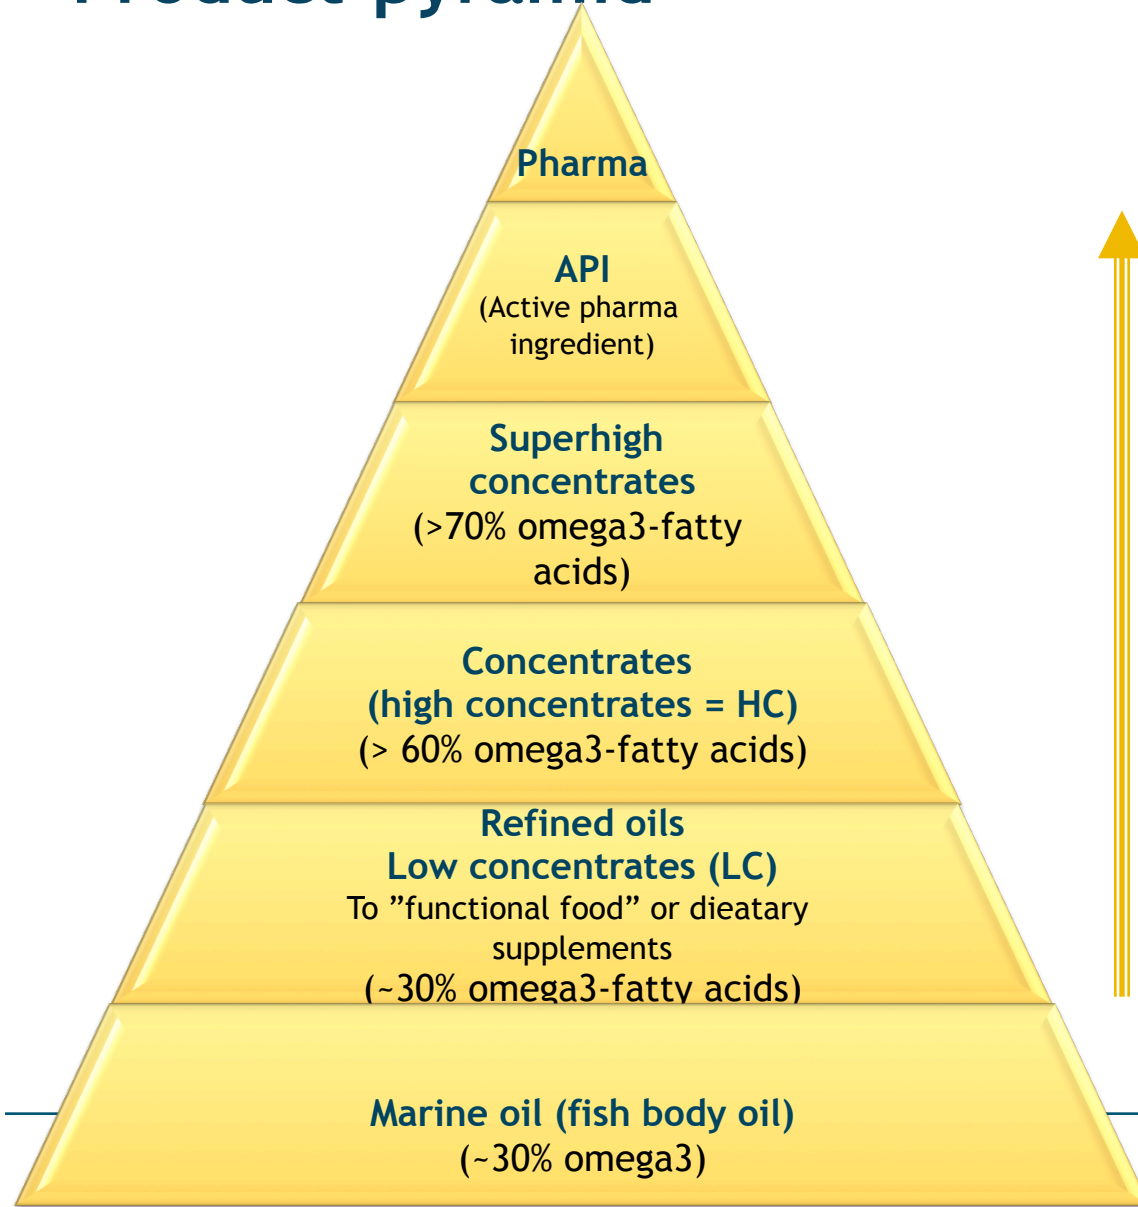 Product pyramid
Pharma
API
(Active pharma
ingredient)
Superhigh
concentrates
(>70% omega3-fatty
acids)
Concentrates
(high concentrates = HC)
(> 60% omega3-fatty acids)
Refined oils
Low concentrates (LC)
To ”functional food” or dieatary
supplements
(~30% omega3-fatty acids)
Marine oil (fish body oil)
(~30% omega3)